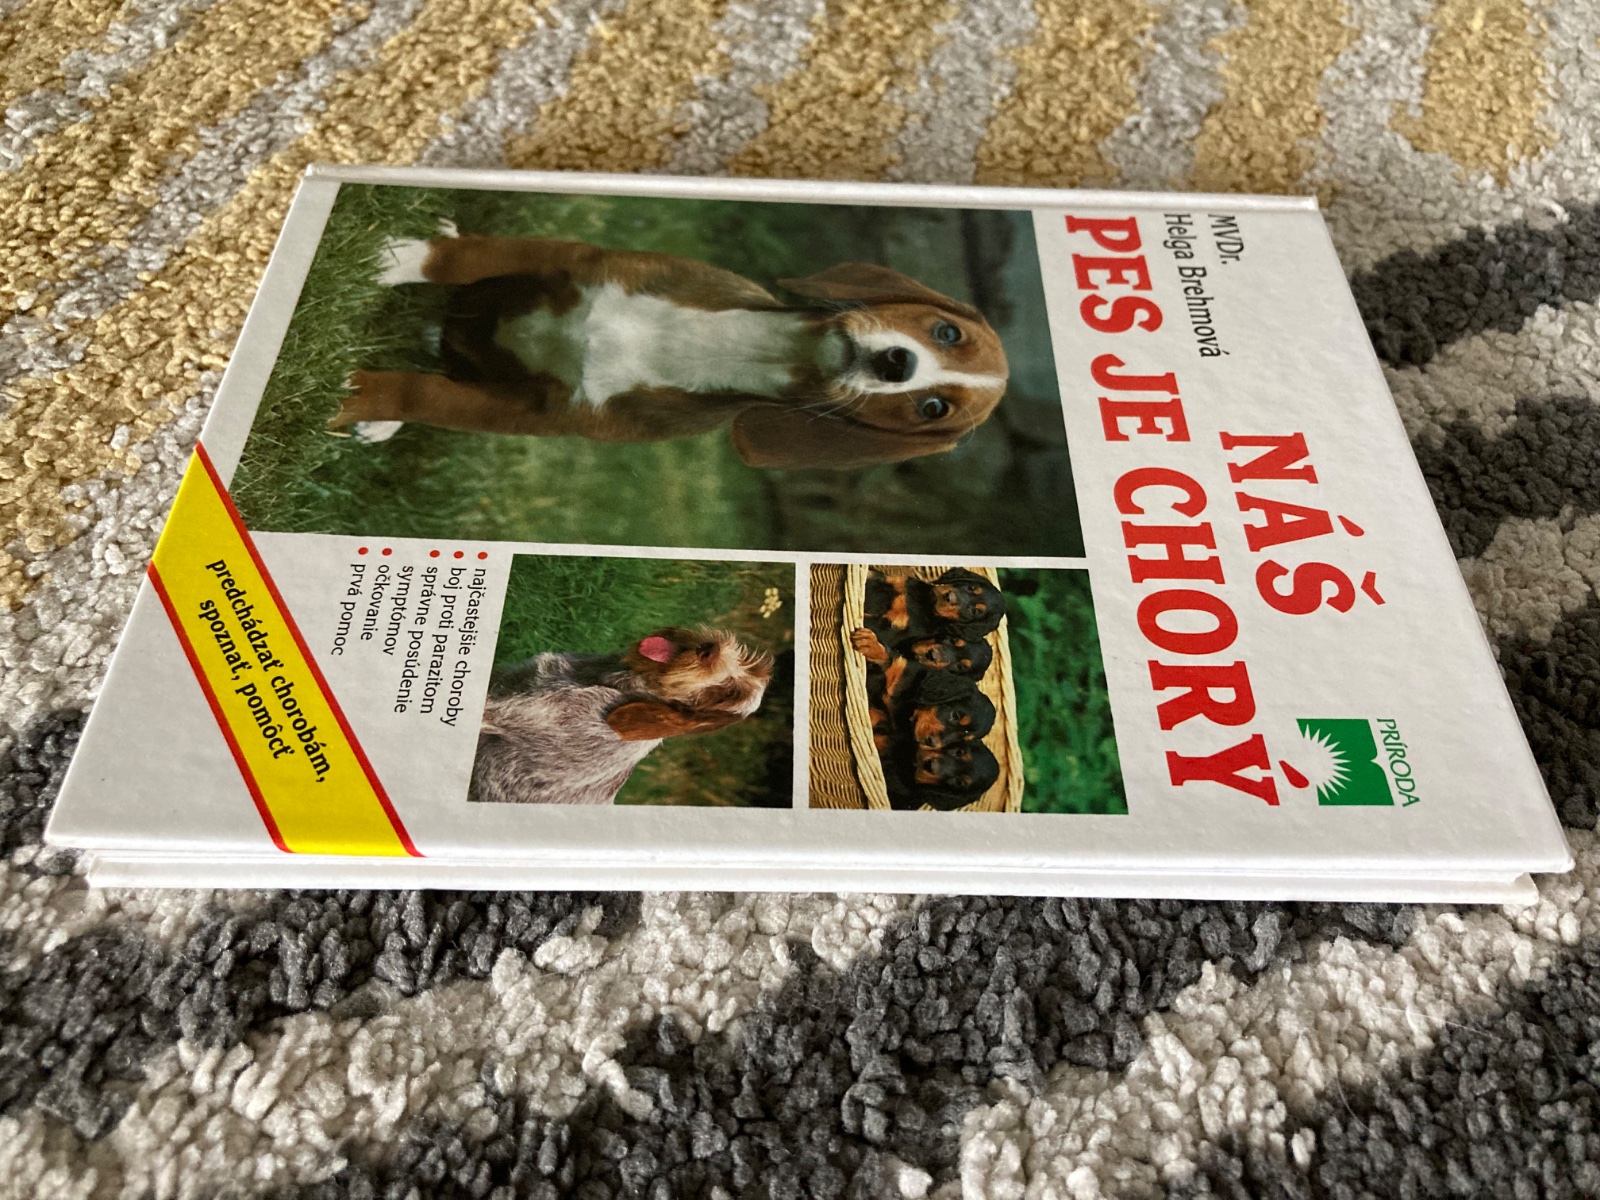 MVDr.
Helga Brehmová
NÁŠ
PES JE CHORÝ
PRÍRODA
najčastejšie choroby
boj proti parazitom
správne posúdenie
symptómov
očkovanie
prvá pomoc
predchádzať chorobám,
spoznať, pomôcť